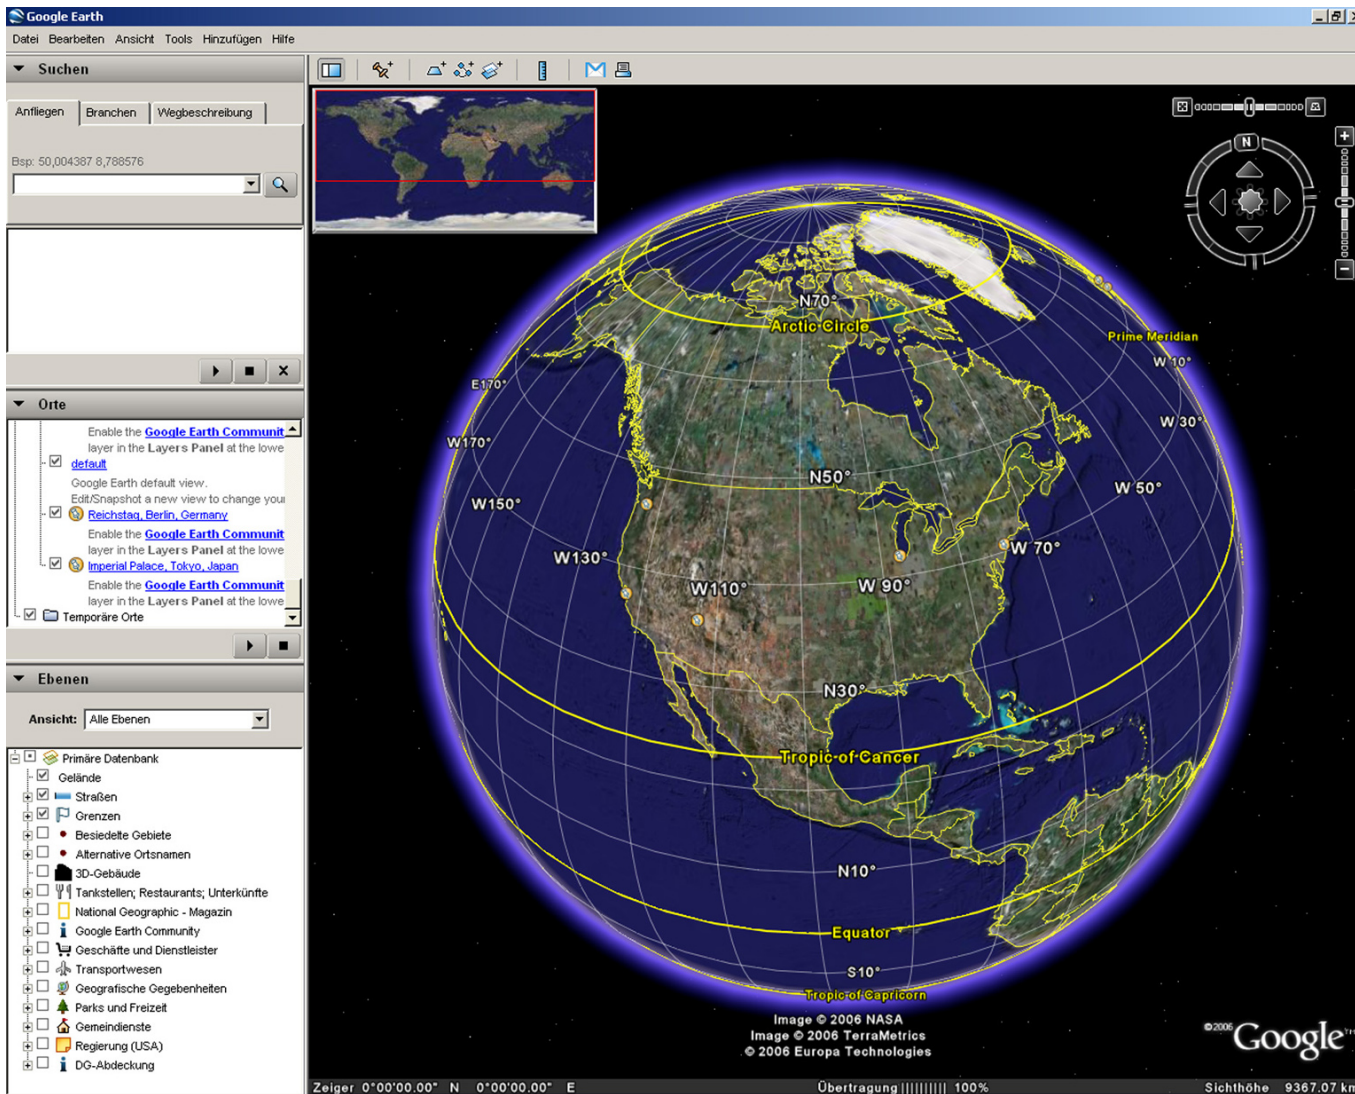 Google Earth
Datei Bearbeiten Ansicht Tools Hinzufügen Hilfe
Suchen
Anfliegen Branchen Wegbeschreibung
Bsp: 50,004387 8,788576
Orte
Enable the Google Earth Communit
layer in the Layers Panel at the lowe
default
Google Earth default view.
Edit/Snapshot a new view to change your
Reichstag, Berlin, Germany
Enable the Google Earth Communit
layer in the Layers Panel at the lowe
Imperial Palace, Tokyo, Japan
Enable the Google Earth Communit
layer in the Layers Panel at the lowe
Temporäre Orte
Ebenen
Ansicht: Alle Ebenen
Primäre Datenbank
Gelände
Straßen
Grenzen
Besiedelte Gebiete
Alternative Ortsnamen
3D-Gebäude
Tankstellen; Restaurants; Unterkünfte
National Geographic - Magazin
Google Earth Community
Geschäfte und Dienstleister
Transportwesen
Geografische Gegebenheiten
Parks und Freizeit
Gemeindienste
Regierung (USA)
DG-Abdeckung
N
N70°
Arctic Circle
Prime Meridian
W 10°
E170°
W 30°
W170°
N50°
W 50°
W150°
W 70°
W130°
W110°
W 90°
N30°
Tropic of Cancer
N10°
Equator
S10°
Tropic of Capricorn
Image © 2006 NASA
Image © 2006 TerraMetrics
© 2006 Europa Technologies
©2006 Google™
Zeiger 0°00'00.00" N 0°00'00.00" E Übertragung |||||||||| 100% Sichthöhe 9367.07 km